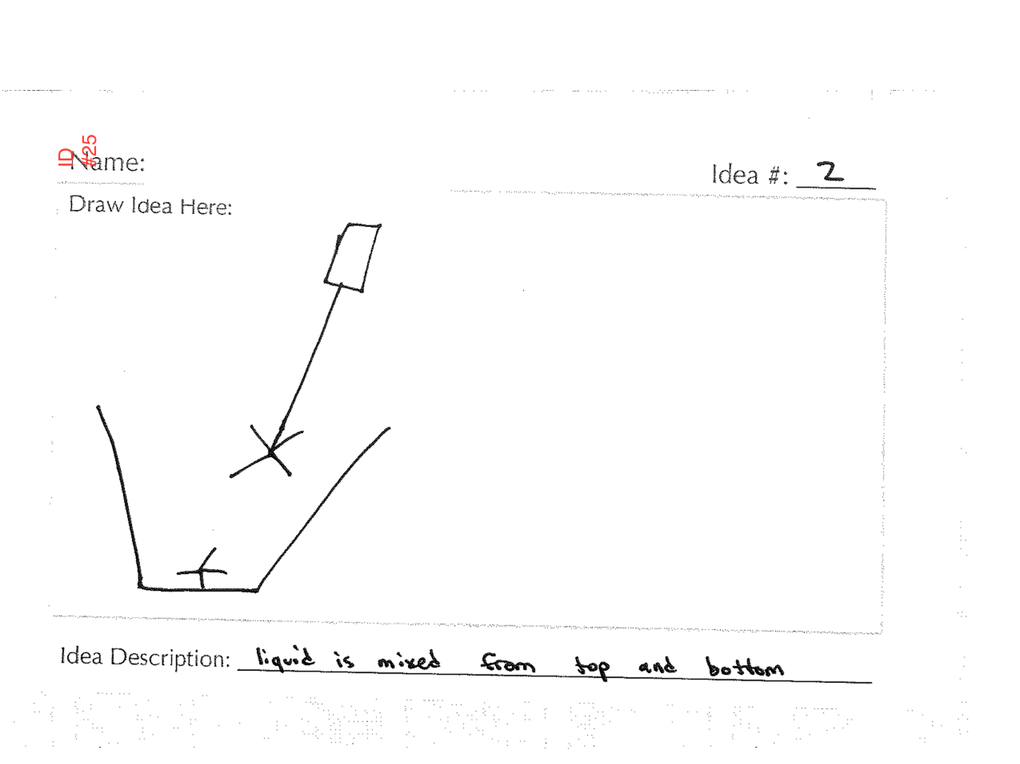 ID
#25
Name:
Idea #: 2
Draw Idea Here:
Idea Description: liquid is mixed from top and bottom